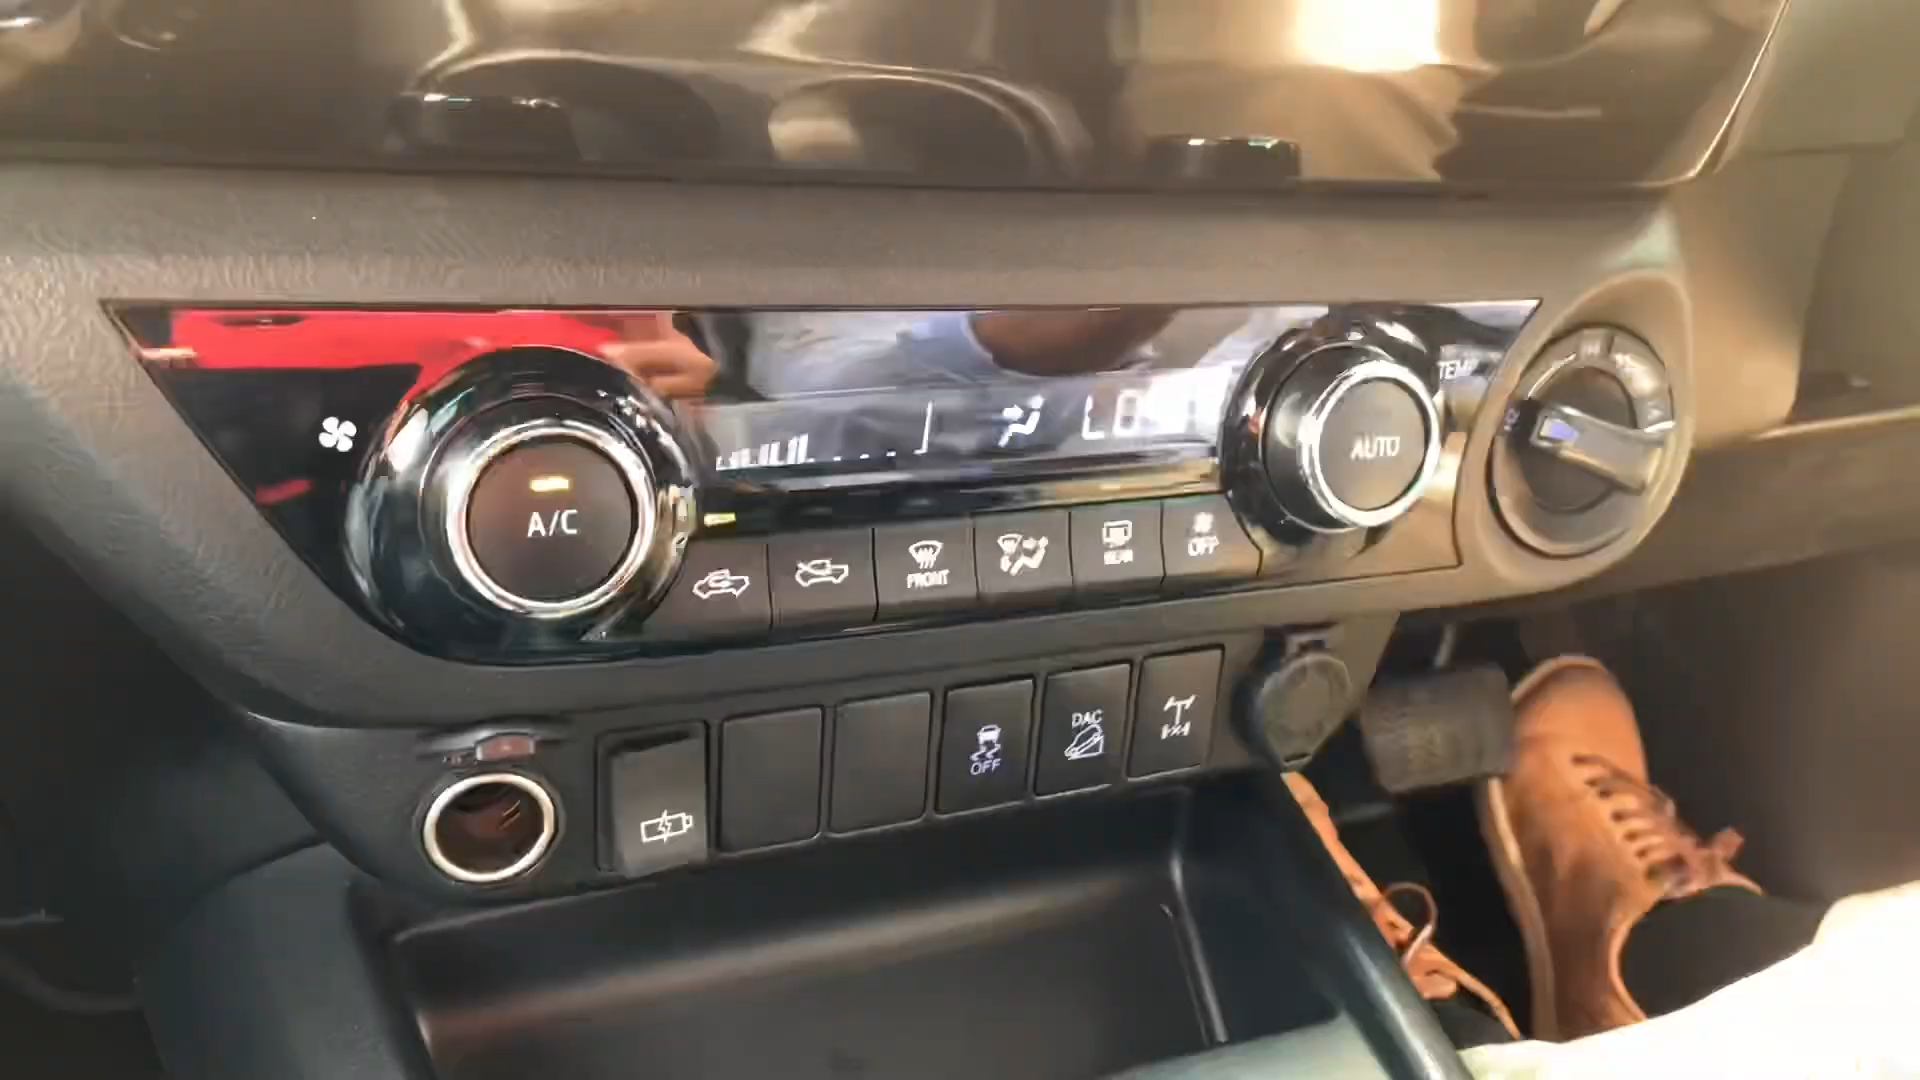 TEMP
LO
AUTO
A/C
FRONT
REAR
OFF
DAC
OFF